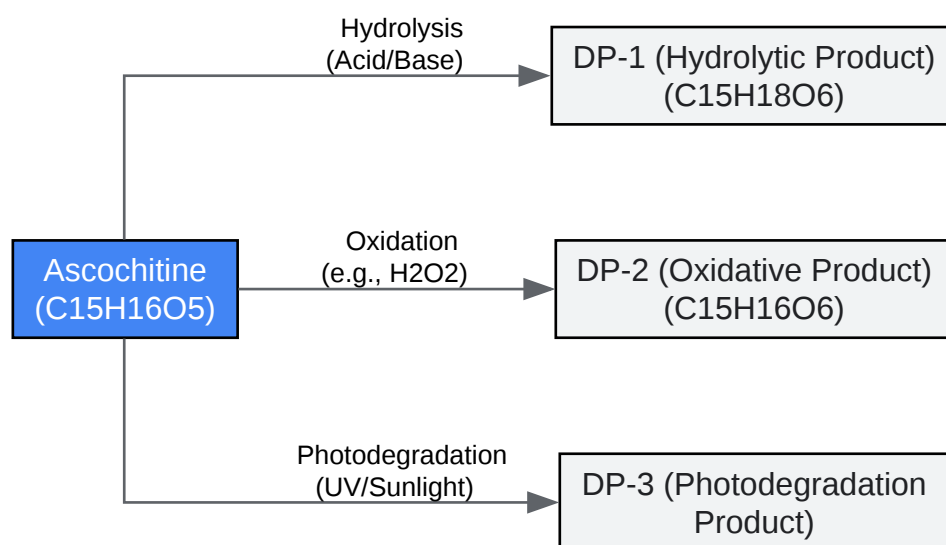 Hydrolysis
(Acid/Base)
DP-1 (Hydrolytic Product)
(C15H18O6)
Ascochitine
(C15H16O5)
Oxidation
(e.g., H2O2)
DP-2 (Oxidative Product)
(C15H16O6)
Photodegradation
(UV/Sunlight)
DP-3 (Photodegradation
Product)